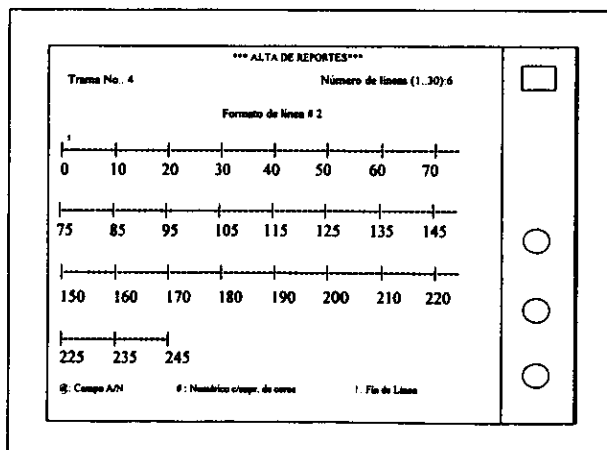 *** ALTA DE REPORTES***
Trama No.. 4 Número de líneas (1..30):6
Formato de línea # 2
!
0 10 20 30 40 50 60 70
75 85 95 105 115 125 135 145
150 160 170 180 190 200 210 220
225 235 245
@: Campo A/N # : Numérico c/supr. de ceros ! . Fin de Línea